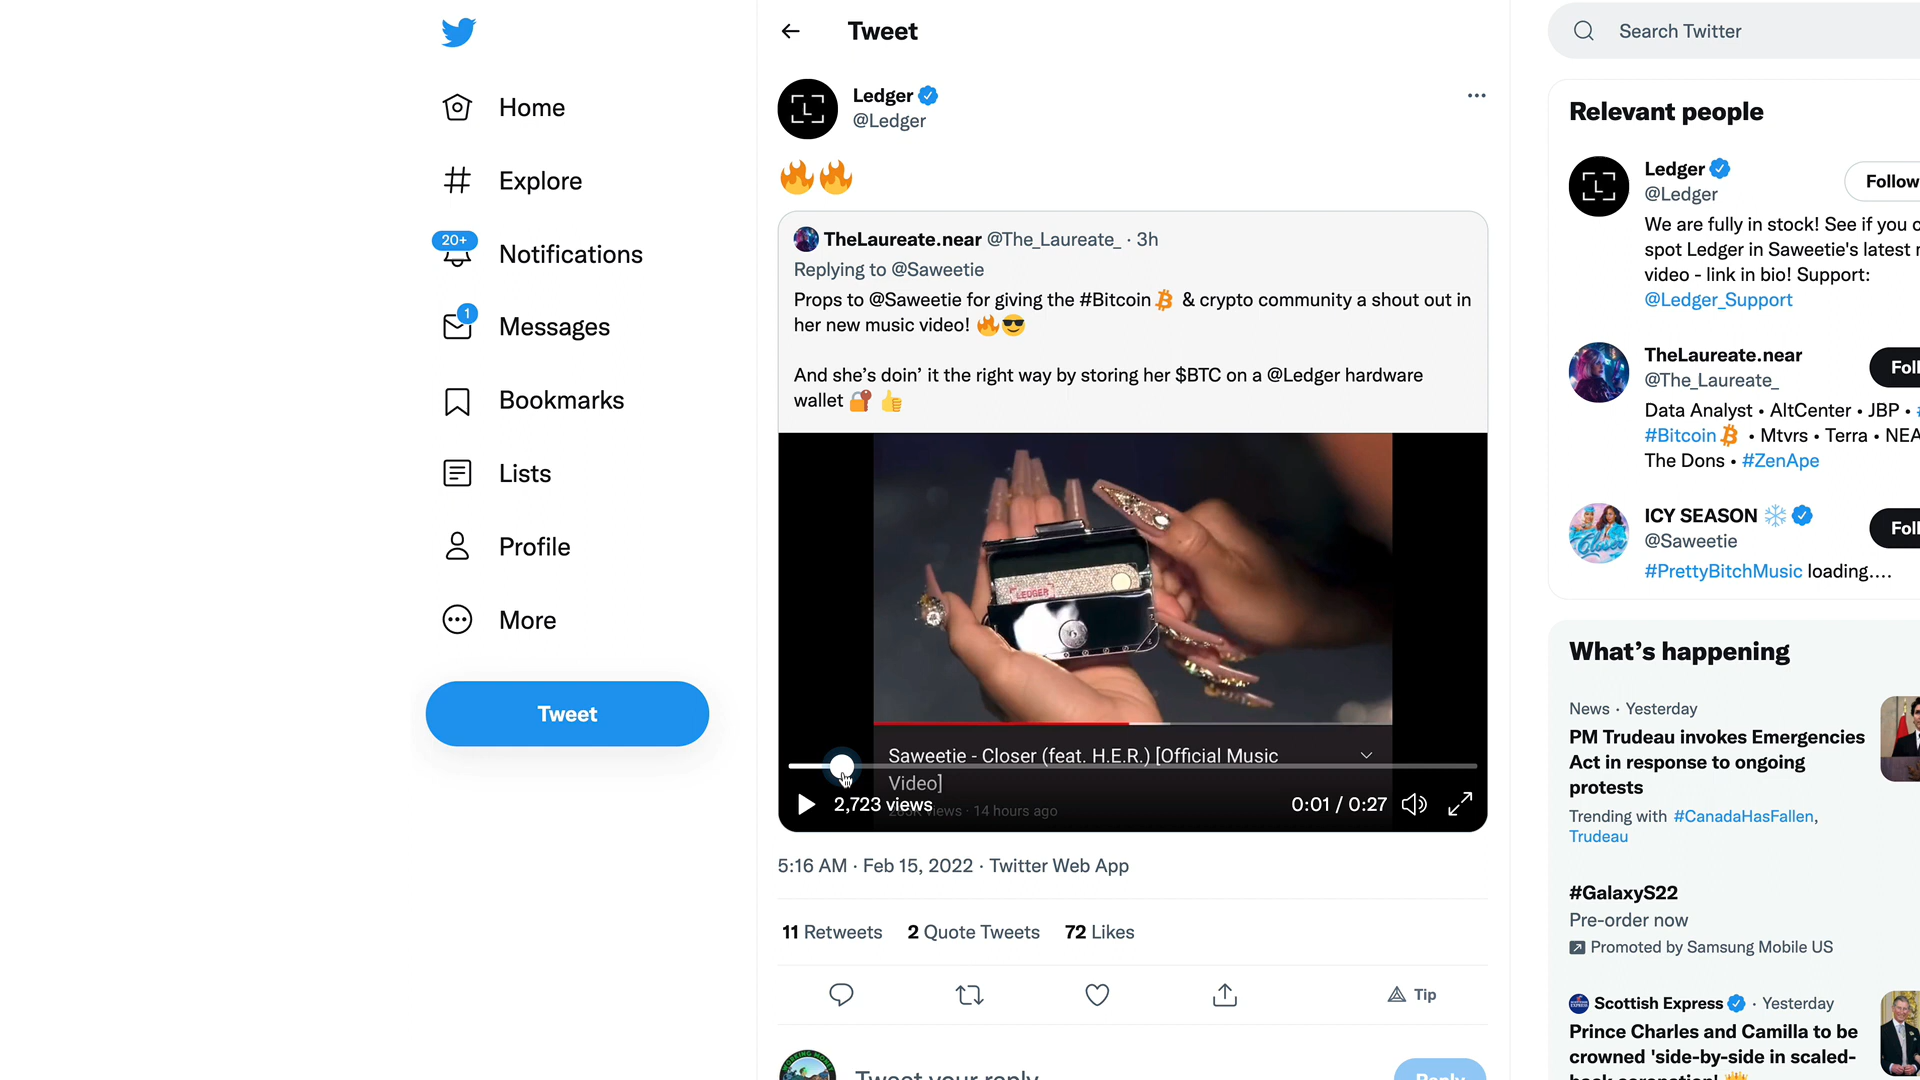 Home
Explore
20+
Notifications
1
Messages
Bookmarks
Lists
Profile
More
Tweet
Tweet
Ledger
@Ledger
TheLaureate.near @The_Laureate_ · 3h
Replying to @Saweetie
Props to @Saweetie for giving the #Bitcoin & crypto community a shout out in
her new music video!
And she's doin' it the right way by storing her $BTC on a @Ledger hardware
wallet
LEDGER
Saweetie - Closer (feat. H.E.R.) [Official Music
Video]
views · 14 hours ago
2,723 views
0:01 / 0:27
5:16 AM · Feb 15, 2022 · Twitter Web App
11 Retweets 2 Quote Tweets 72 Likes
Tip
Tweet your reply
Reply
Search Twitter
Relevant people
Ledger
@Ledger
Follow
We are fully in stock! See if you c
spot Ledger in Saweetie's latest
video - link in bio! Support:
@Ledger_Support
TheLaureate.near
@The_Laureate_
Foll
Data Analyst • AltCenter • JBP • #
#Bitcoin • Mtvrs • Terra • NEA
The Dons • #ZenApe
ICY SEASON
@Saweetie
Foll
#PrettyBitchMusic loading....
What's happening
News · Yesterday
PM Trudeau invokes Emergencies
Act in response to ongoing
protests
Trending with #CanadaHasFallen,
Trudeau
#GalaxyS22
Pre-order now
Promoted by Samsung Mobile US
Scottish Express · Yesterday
Prince Charles and Camilla to be
crowned 'side-by-side in scaled-
back coronation!